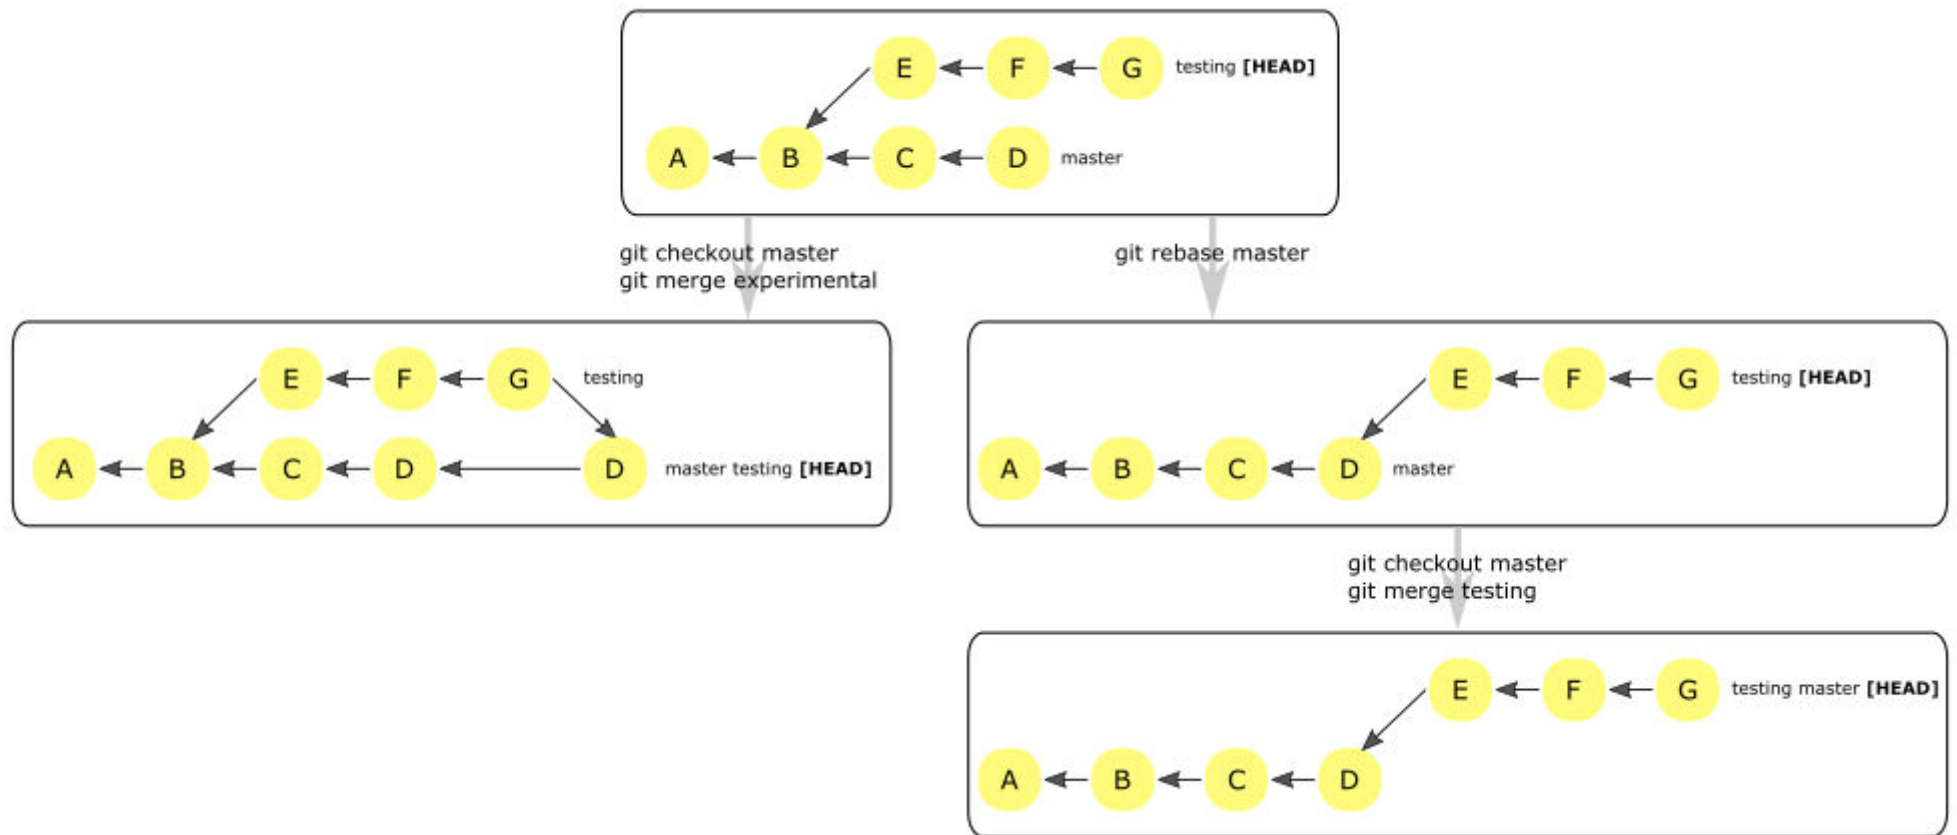 E F G testing [HEAD]
A B C D master
git checkout master
git merge experimental
git rebase master
E F G testing
A B C D D master testing [HEAD]
E F G testing [HEAD]
A B C D master
git checkout master
git merge testing
E F G testing master [HEAD]
A B C D